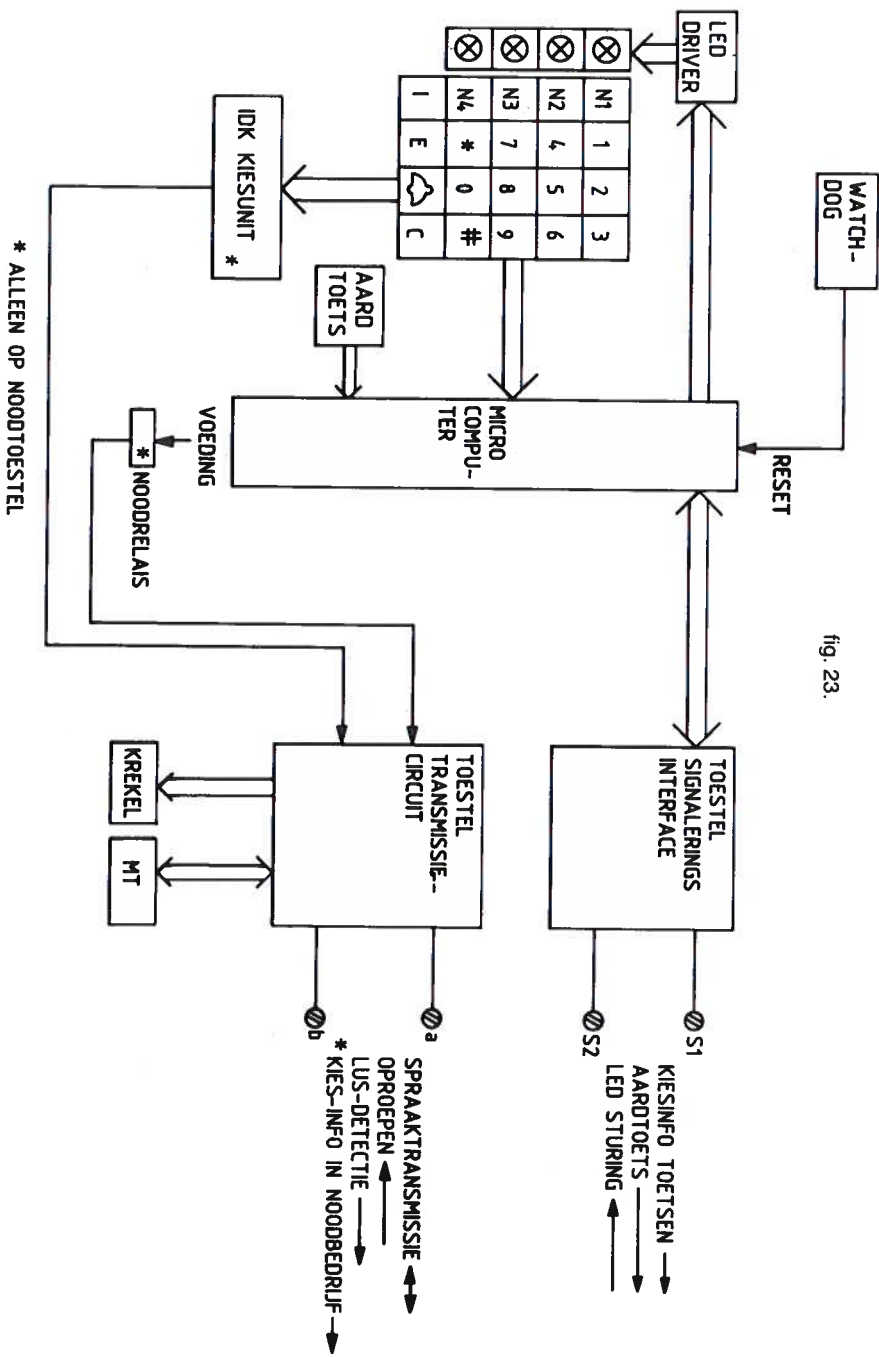 fig. 23.
WATCH-
DOG
RESET
LED
DRIVER
N1 1 2 3
N2 4 5 6
N3 7 8 9
N4 * 0 #
I E C
IDK KIESUNIT *
AARD
TOETS
MICRO
COMPU-
TER
VOEDING
* NOODRELAIS
TOESTEL
SIGNALERINGS
INTERFACE
S1
S2
KIESINFO TOETSEN
AARDTOETS
LED STURING
TOESTEL
TRANSMISSIE--
CIRCUIT
KREKEL
MT
a
b
SPRAAKTRANSMISSIE
OPROEPEN
LUS-DETECTIE
* KIES-INFO IN NOODBEDRIJF
* ALLEEN OP NOODTOESTEL